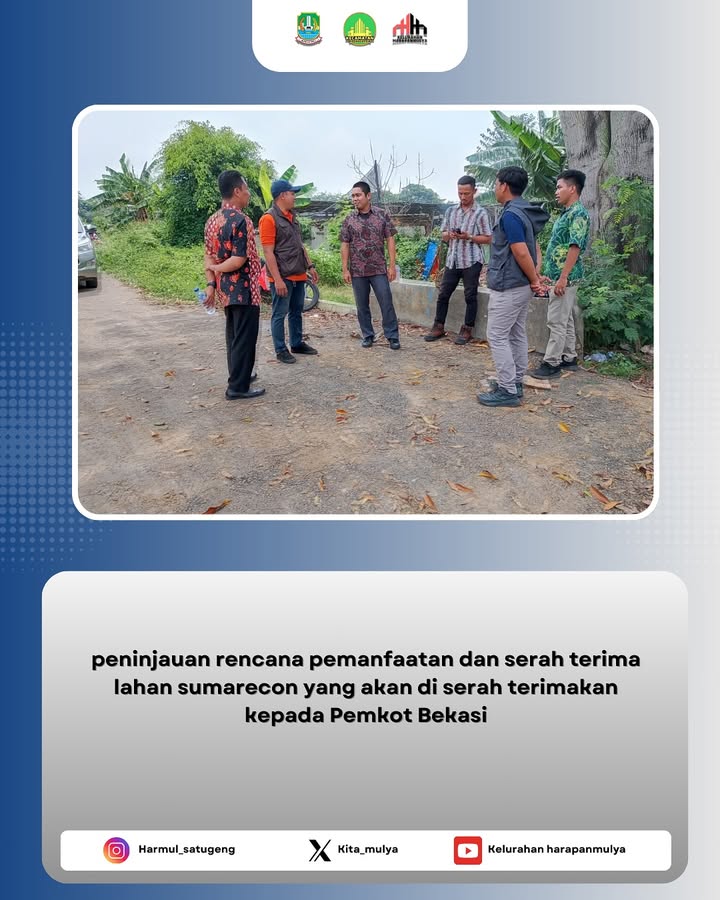 peninjauan rencana pemanfaatan dan serah terima
lahan sumarecon yang akan di serah terimakan
kepada Pemkot Bekasi
Harmul_satugeng
Kita_mulya
Kelurahan harapanmulya